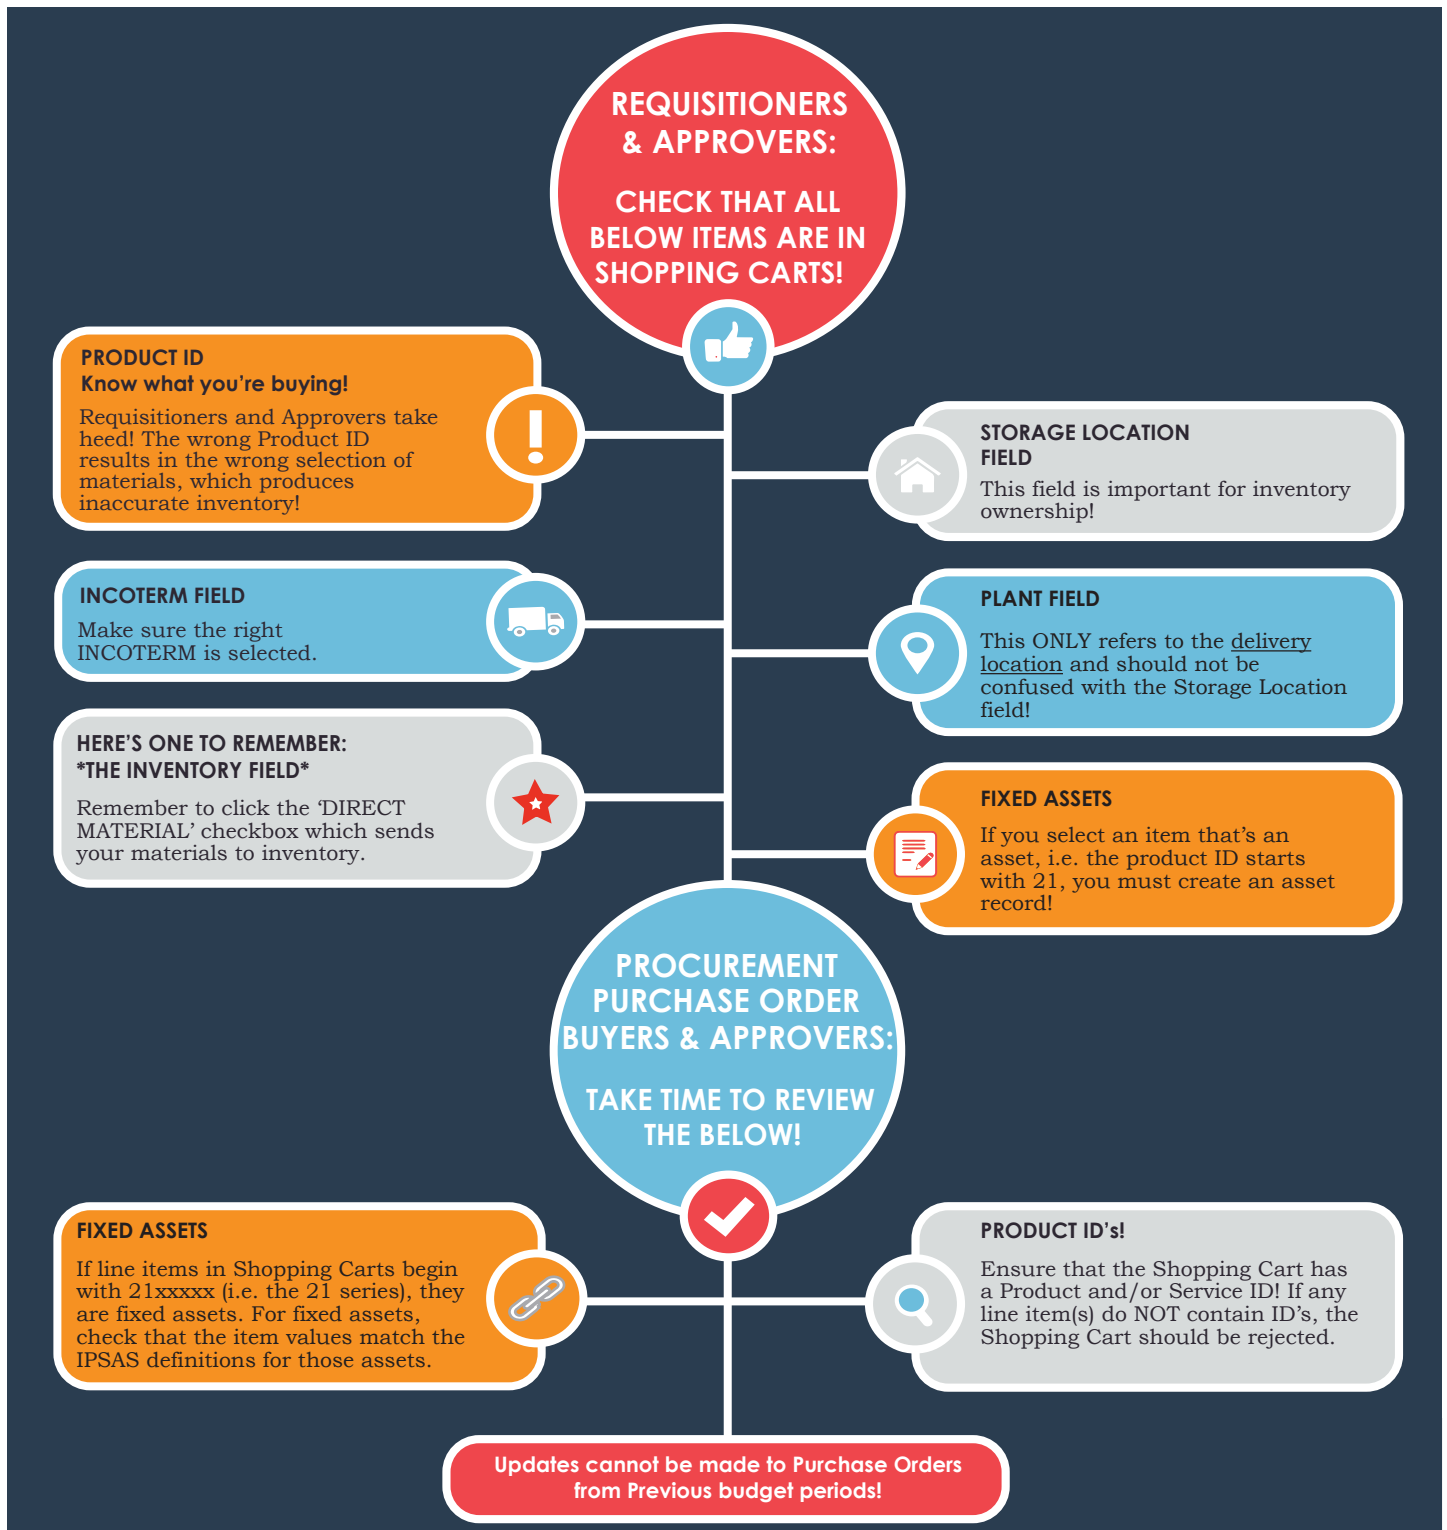 REQUISITIONERS
& APPROVERS:
CHECK THAT ALL
BELOW ITEMS ARE IN
SHOPPING CARTS!
PRODUCT ID
Know what you're buying!
Requisitioners and Approvers take
heed! The wrong Product ID
results in the wrong selection of
materials, which produces
inaccurate inventory!
STORAGE LOCATION
FIELD
This field is important for inventory
ownership!
INCOTERM FIELD
Make sure the right
INCOTERM is selected.
PLANT FIELD
This ONLY refers to the delivery
location and should not be
confused with the Storage Location
field!
HERE'S ONE TO REMEMBER:
*THE INVENTORY FIELD*
Remember to click the ‘DIRECT
MATERIAL’ checkbox which sends
your materials to inventory.
FIXED ASSETS
If you select an item that's an
asset, i.e. the product ID starts
with 21, you must create an asset
record!
PROCUREMENT
PURCHASE ORDER
BUYERS & APPROVERS:
TAKE TIME TO REVIEW
THE BELOW!
FIXED ASSETS
If line items in Shopping Carts begin
with 21xxxxx (i.e. the 21 series), they
are fixed assets. For fixed assets,
check that the item values match the
IPSAS definitions for those assets.
PRODUCT ID's!
Ensure that the Shopping Cart has
a Product and/or Service ID! If any
line item(s) do NOT contain ID's, the
Shopping Cart should be rejected.
Updates cannot be made to Purchase Orders
from Previous budget periods!